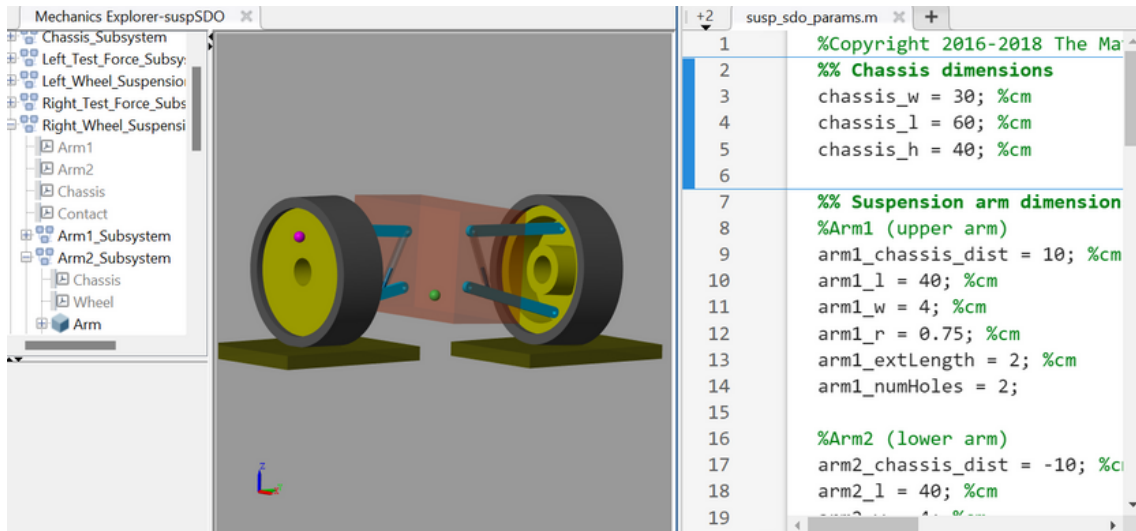 Mechanics Explorer-suspSDO
Chassis_Subsystem
Left_Test_Force_Subsy
Left_Wheel_Suspension
Right_Test_Force_Subs
Right_Wheel_Suspensi
Arm1
Arm2
Chassis
Contact
Arm1_Subsystem
Arm2_Subsystem
Chassis
Wheel
Arm
z
+2 susp_sdo_params.m
1 %Copyright 2016-2018 The Ma
2 %% Chassis dimensions
3 chassis_w = 30; %cm
4 chassis_l = 60; %cm
5 chassis_h = 40; %cm
6
7 %% Suspension arm dimension
8 %Arm1 (upper arm)
9 arm1_chassis_dist = 10; %cm
10 arm1_l = 40; %cm
11 arm1_w = 4; %cm
12 arm1_r = 0.75; %cm
13 arm1_extLength = 2; %cm
14 arm1_numHoles = 2;
15
16 %Arm2 (lower arm)
17 arm2_chassis_dist = -10; %c
18 arm2_l = 40; %cm
19